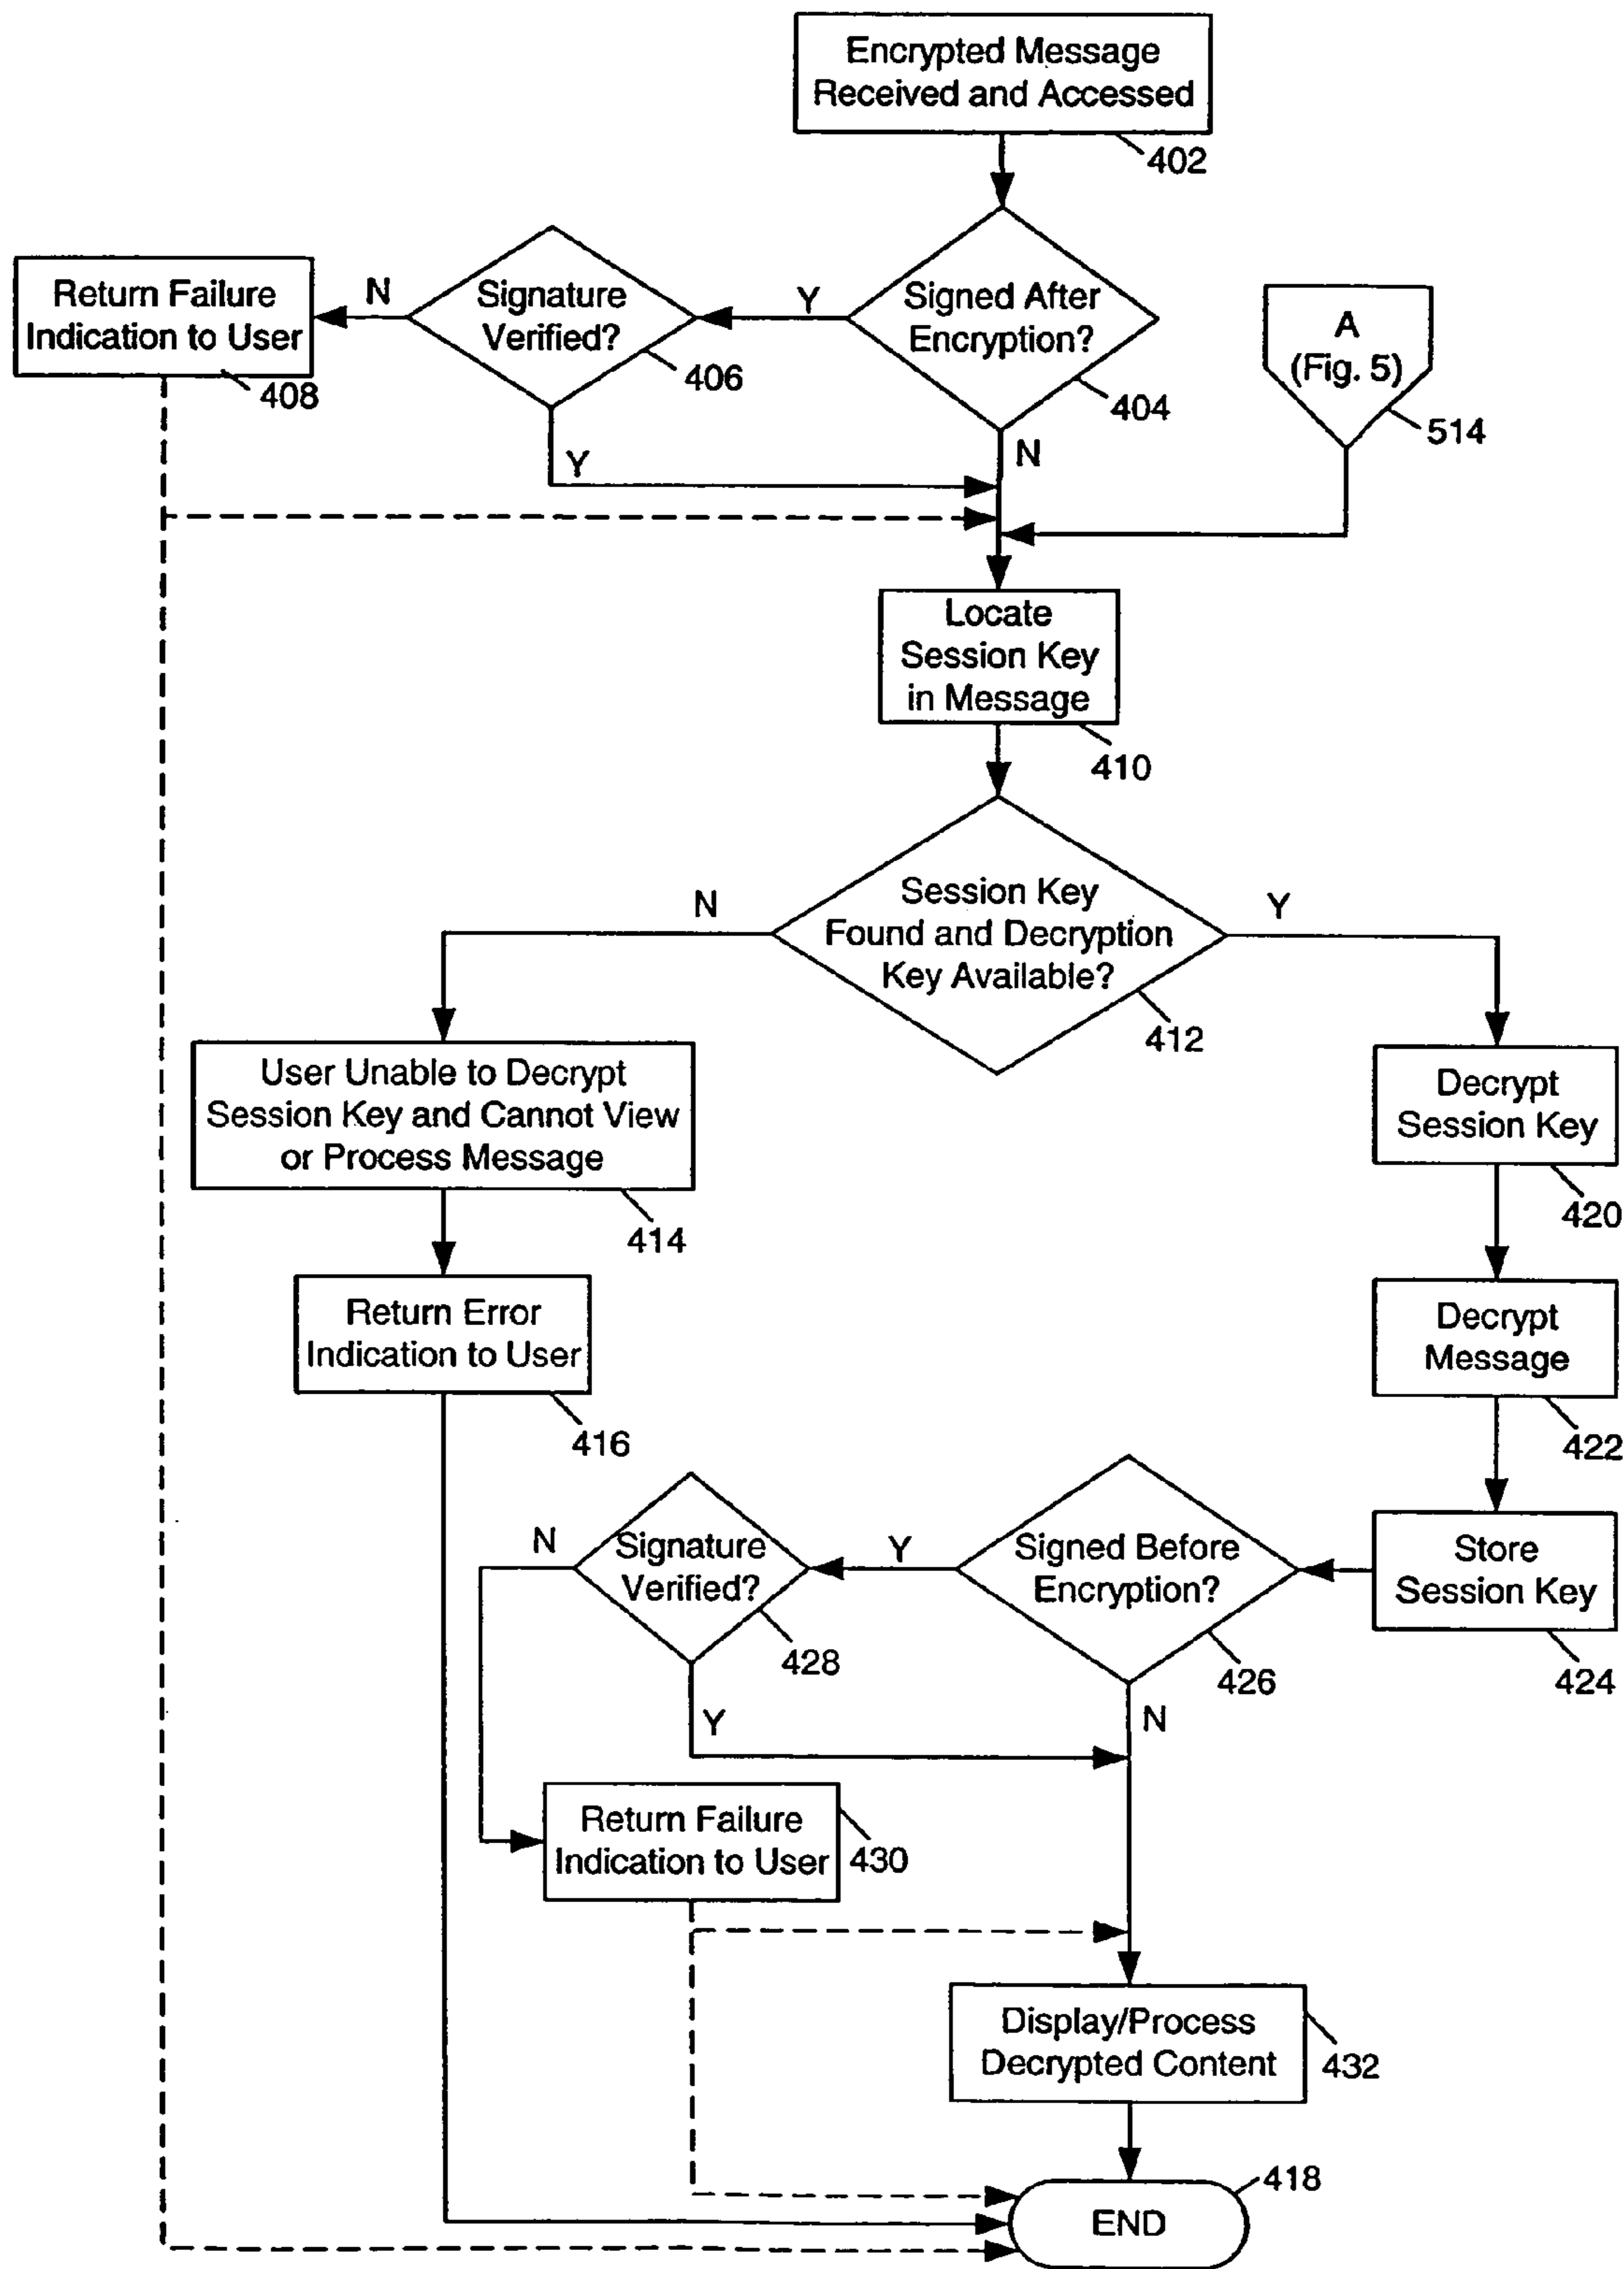 Encrypted Message
Received and Accessed
402
Return Failure
Indication to User
408
N
Signature
Verified?
406
Y
Signed After
Encryption?
404
A
(Fig. 5)
514
Y
N
Locate
Session Key
in Message
410
N
Session Key
Found and Decryption
Key Available?
412
Y
User Unable to Decrypt
Session Key and Cannot View
or Process Message
414
Decrypt
Session Key
420
Return Error
Indication to User
416
Decrypt
Message
422
N
Signature
Verified?
428
Y
Signed Before
Encryption?
426
Store
Session Key
424
Y
N
Return Failure
Indication to User
430
Display/Process
Decrypted Content
432
418
END